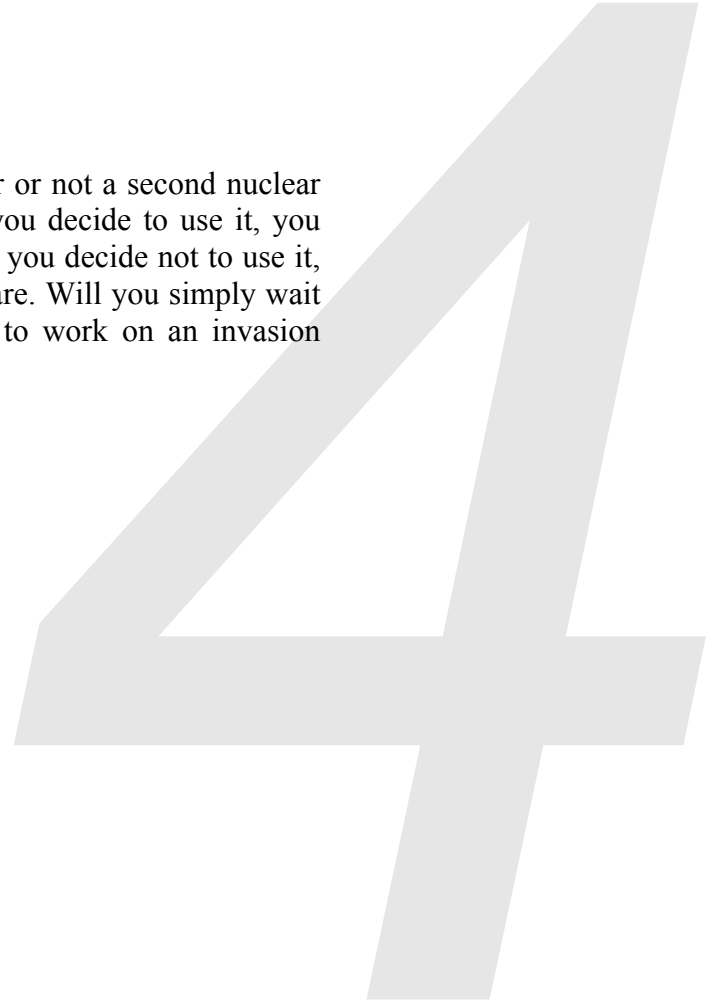 or not a second nuclear
you decide to use it, you
you decide not to use it,
Will you simply wait
to work on an invasion
4